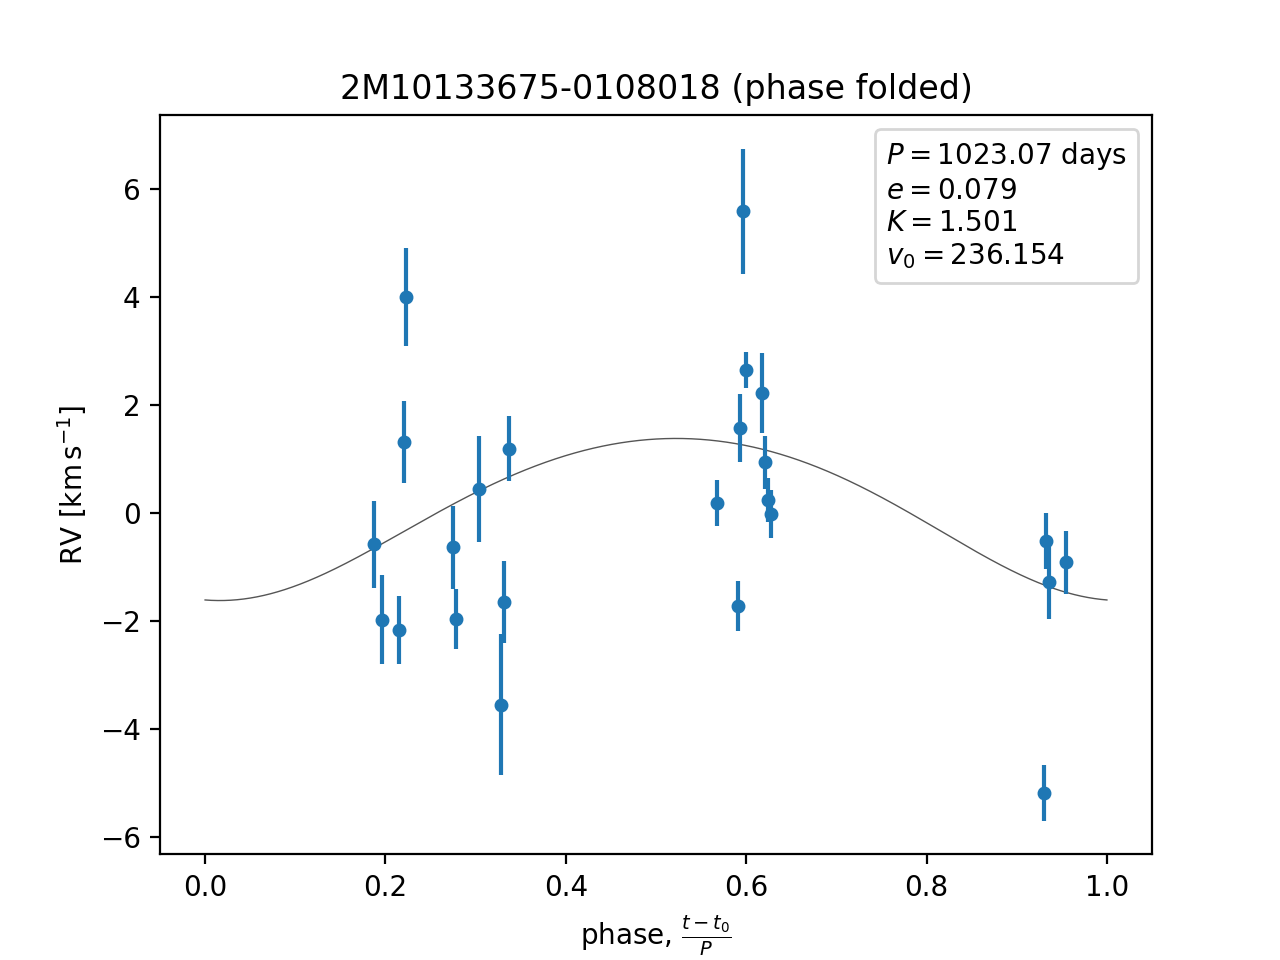 2M10133675-0108018 (phase folded)
P = 1023.07 days
e = 0.079
K = 1.501
v₀ = 236.154
RV [km s⁻¹]
6
4
2
0
−2
−4
−6
0.0 0.2 0.4 0.6 0.8 1.0
phase, (t − t₀)/P